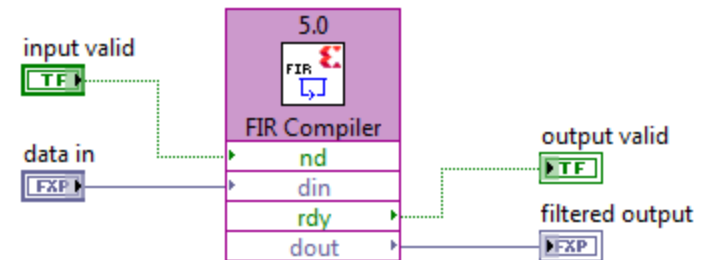 5.0
input valid
TF
FIR
FIR Compiler
data in
nd
output valid
FXP
din
TF
rdy
filtered output
dout
FXP